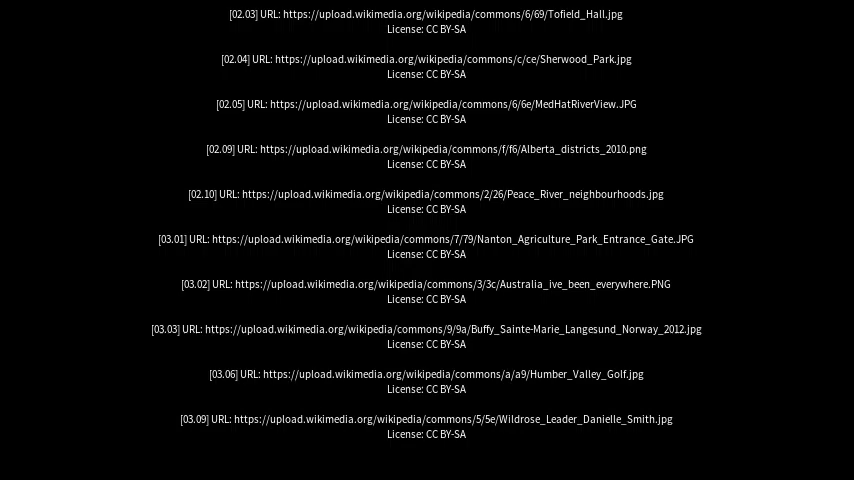 [02.03] URL: https://upload.wikimedia.org/wikipedia/commons/6/69/Tofield_Hall.jpg
License: CC BY-SA
[02.04] URL: https://upload.wikimedia.org/wikipedia/commons/c/ce/Sherwood_Park.jpg
License: CC BY-SA
[02.05] URL: https://upload.wikimedia.org/wikipedia/commons/6/6e/MedHatRiverView.JPG
License: CC BY-SA
[02.09] URL: https://upload.wikimedia.org/wikipedia/commons/f/f6/Alberta_districts_2010.png
License: CC BY-SA
[02.10] URL: https://upload.wikimedia.org/wikipedia/commons/2/26/Peace_River_neighbourhoods.jpg
License: CC BY-SA
[03.01] URL: https://upload.wikimedia.org/wikipedia/commons/7/79/Nanton_Agriculture_Park_Entrance_Gate.JPG
License: CC BY-SA
[03.02] URL: https://upload.wikimedia.org/wikipedia/commons/3/3c/Australia_ive_been_everywhere.PNG
License: CC BY-SA
[03.03] URL: https://upload.wikimedia.org/wikipedia/commons/9/9a/Buffy_Sainte-Marie_Langesund_Norway_2012.jpg
License: CC BY-SA
[03.06] URL: https://upload.wikimedia.org/wikipedia/commons/a/a9/Humber_Valley_Golf.jpg
License: CC BY-SA
[03.09] URL: https://upload.wikimedia.org/wikipedia/commons/5/5e/Wildrose_Leader_Danielle_Smith.jpg
License: CC BY-SA